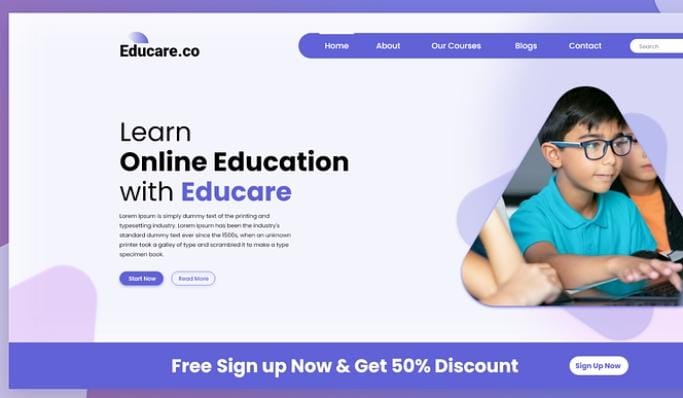 Educare.co
Home About Our Courses Blogs Contact Search
Learn
Online Education
with Educare
Lorem Ipsum is simply dummy text of the printing and
typesetting industry. Lorem Ipsum has been the industry's
standard dummy text ever since the 1500s, when an unknown
printer took a galley of type and scrambled it to make a type
specimen book.
Start Now Read More
Free Sign up Now & Get 50% Discount Sign Up Now